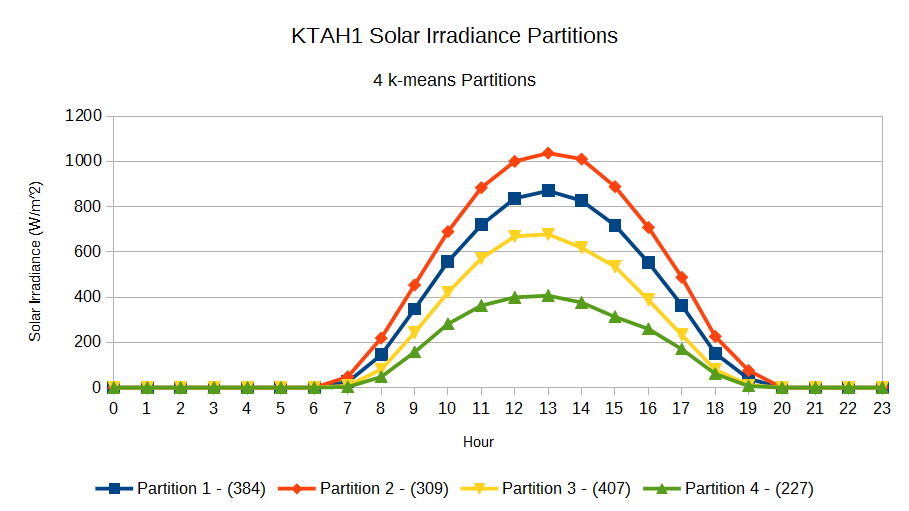 KTAH1 Solar Irradiance Partitions
4 k-means Partitions
1200
1000
800
600
400
200
0
Solar Irradiance (W/m^2)
0 1 2 3 4 5 6 7 8 9 10 11 12 13 14 15 16 17 18 19 20 21 22 23
Hour
Partition 1 - (384) Partition 2 - (309) Partition 3 - (407) Partition 4 - (227)